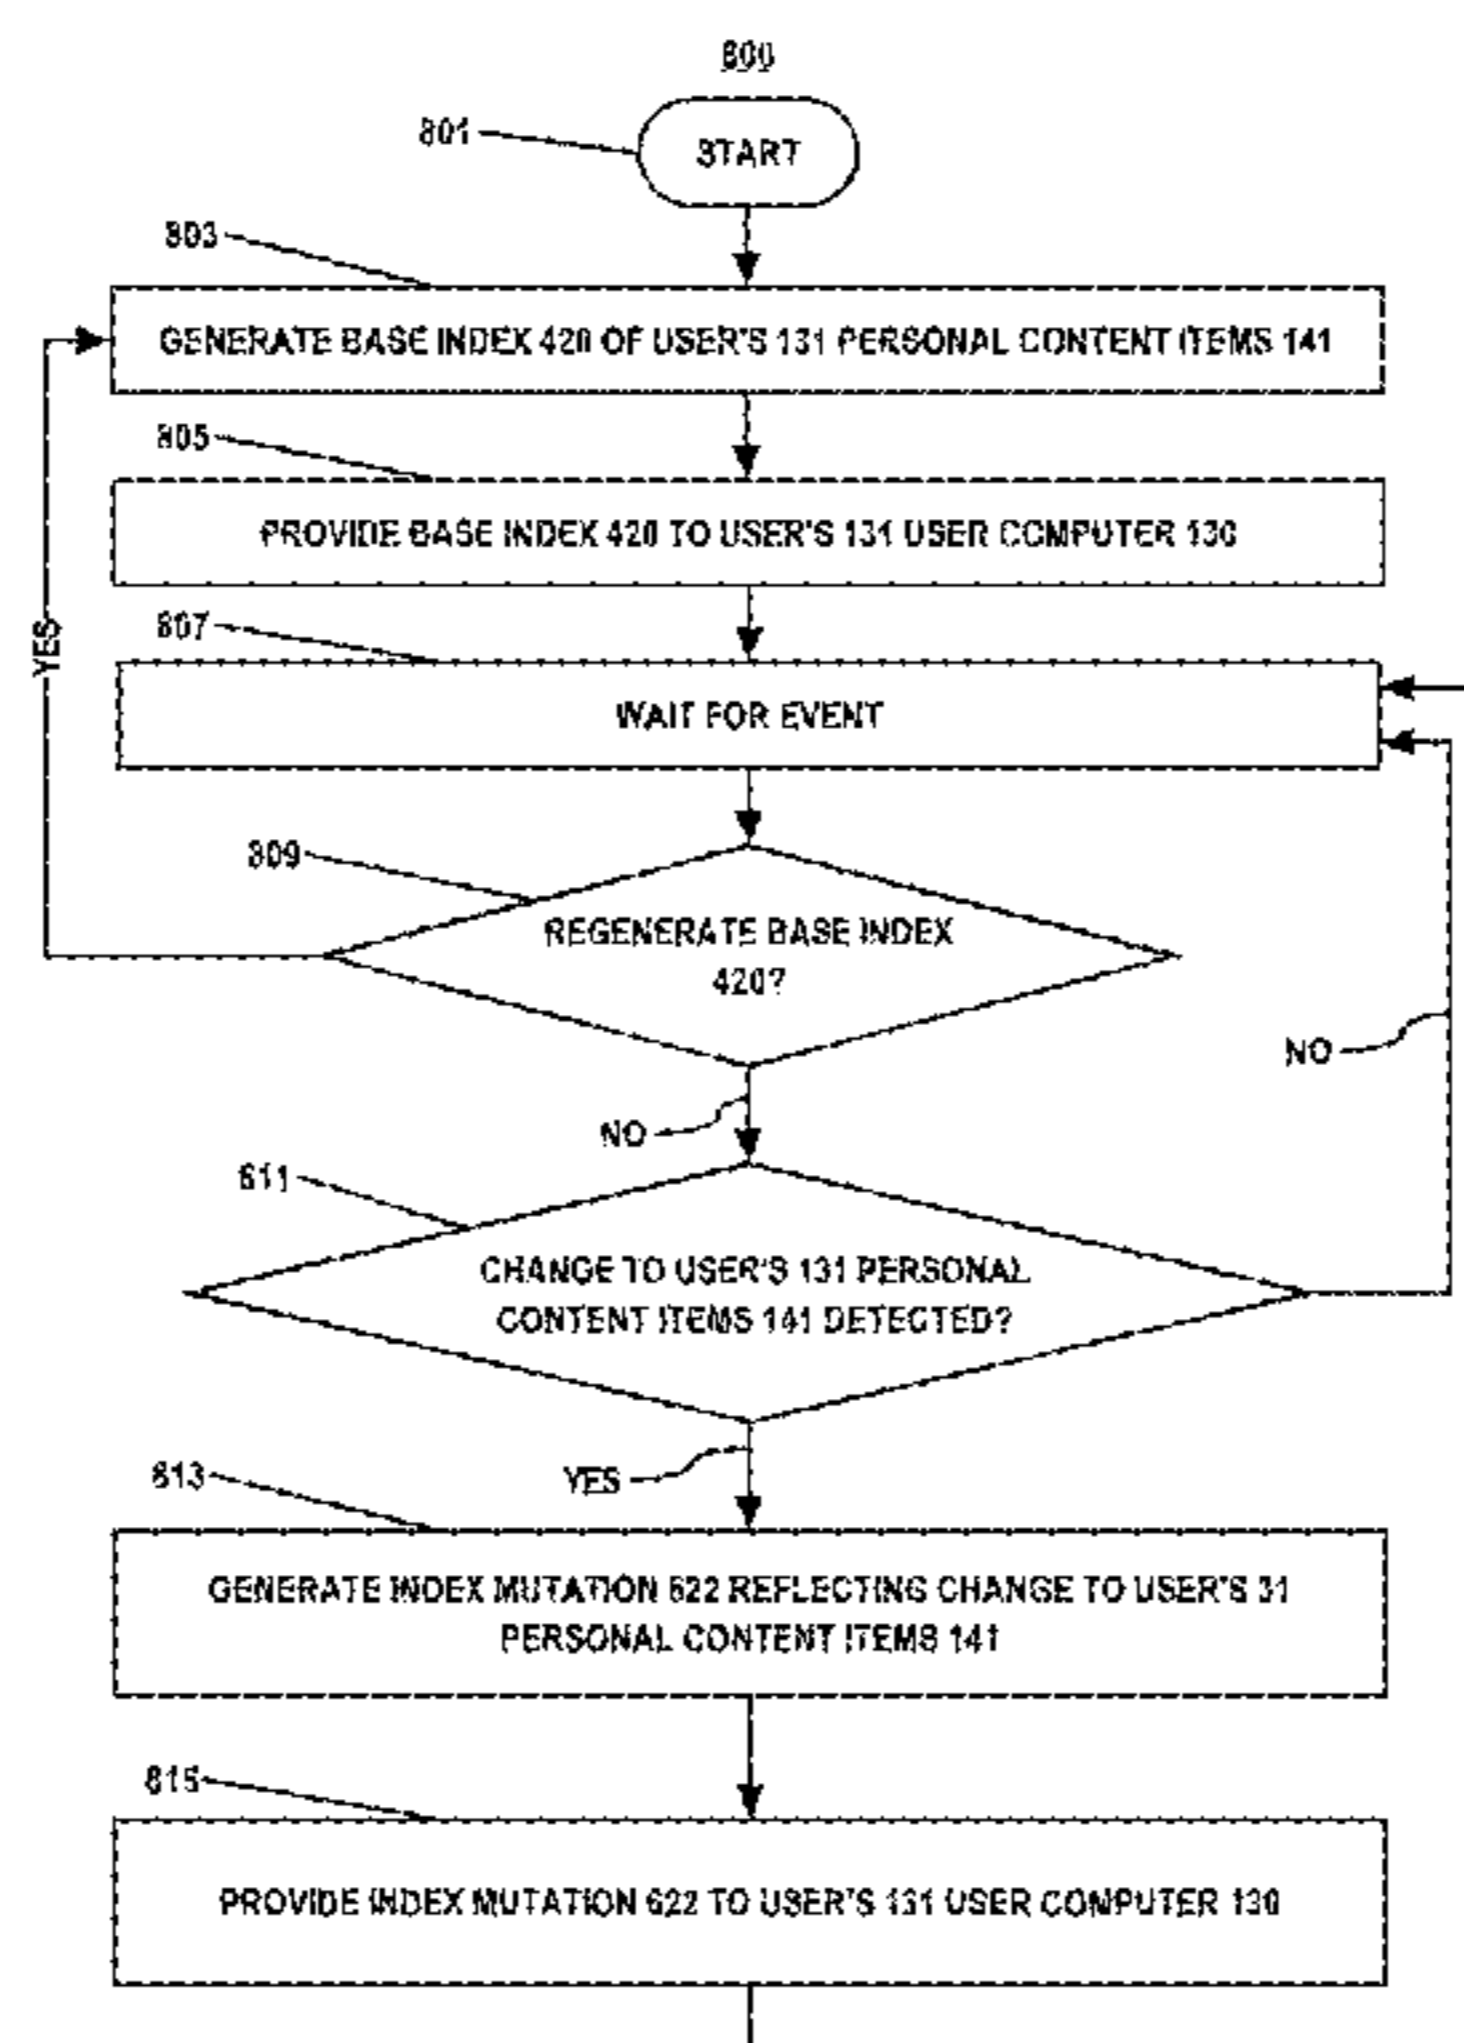 800
801
START
803
GENERATE BASE INDEX 420 OF USER'S 131 PERSONAL CONTENT ITEMS 141
805
PROVIDE BASE INDEX 420 TO USER'S 131 USER COMPUTER 130
YES
807
WAIT FOR EVENT
809
REGENERATE BASE INDEX
420?
NO
NO
811
CHANGE TO USER'S 131 PERSONAL
CONTENT ITEMS 141 DETECTED?
YES
813
GENERATE INDEX MUTATION 622 REFLECTING CHANGE TO USER'S 31
PERSONAL CONTENT ITEMS 141
815
PROVIDE INDEX MUTATION 622 TO USER'S 131 USER COMPUTER 130